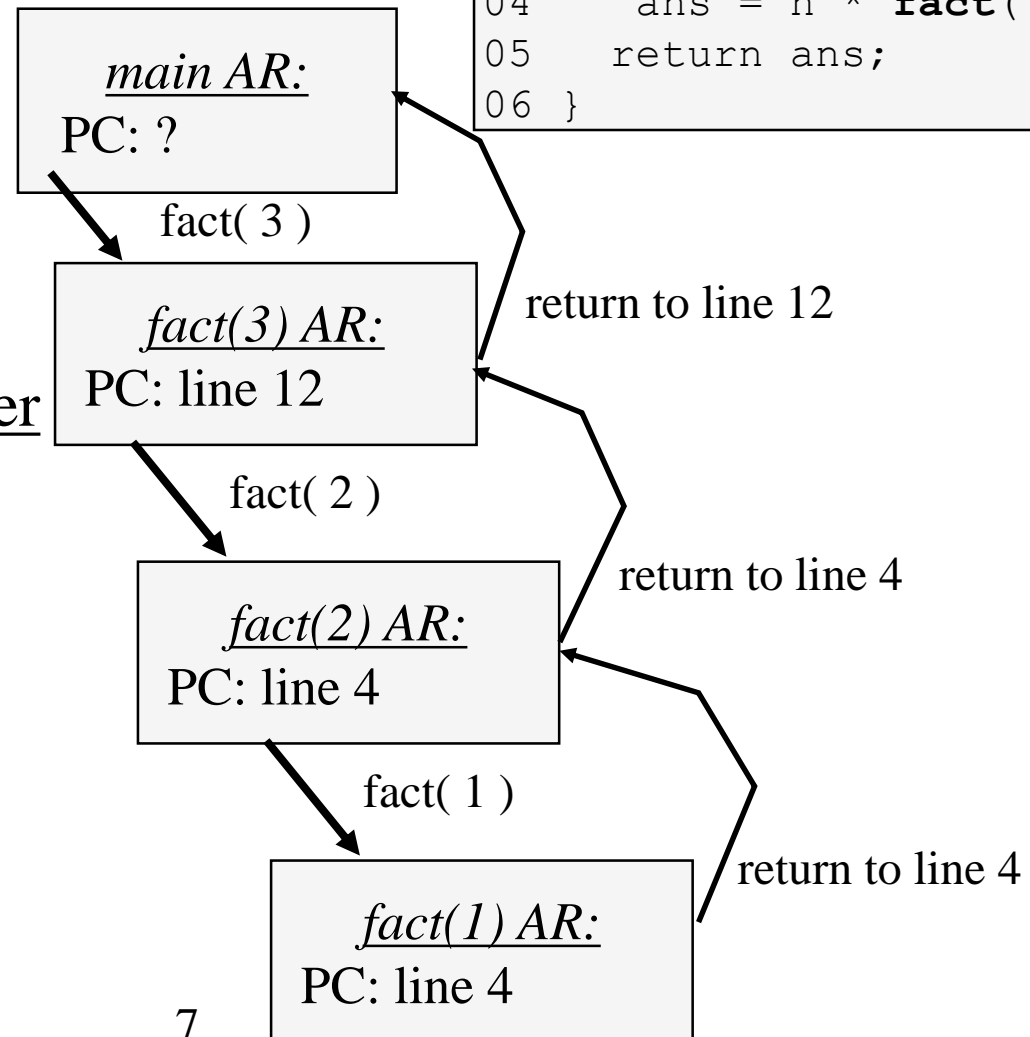 04 ans = n * fact(
05 return ans;
06 }
main AR:
PC: ?
fact( 3 )
return to line 12
fact(3) AR:
PC: line 12
er
fact( 2 )
return to line 4
fact(2) AR:
PC: line 4
fact( 1 )
return to line 4
fact(1) AR:
PC: line 4
7